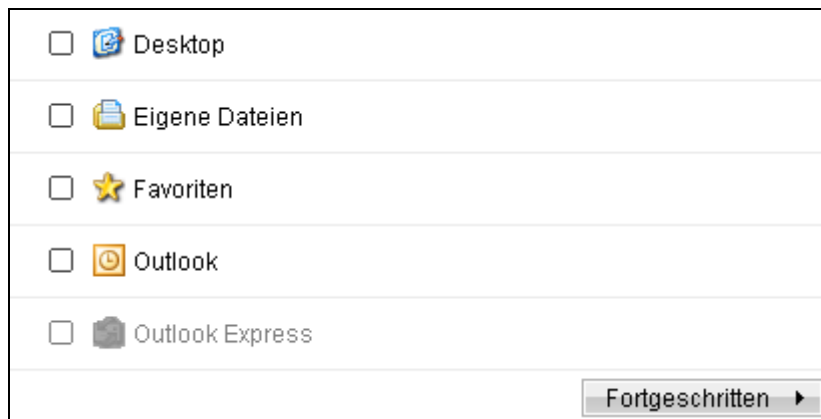 Desktop
Eigene Dateien
Favoriten
Outlook
Outlook Express
Fortgeschritten